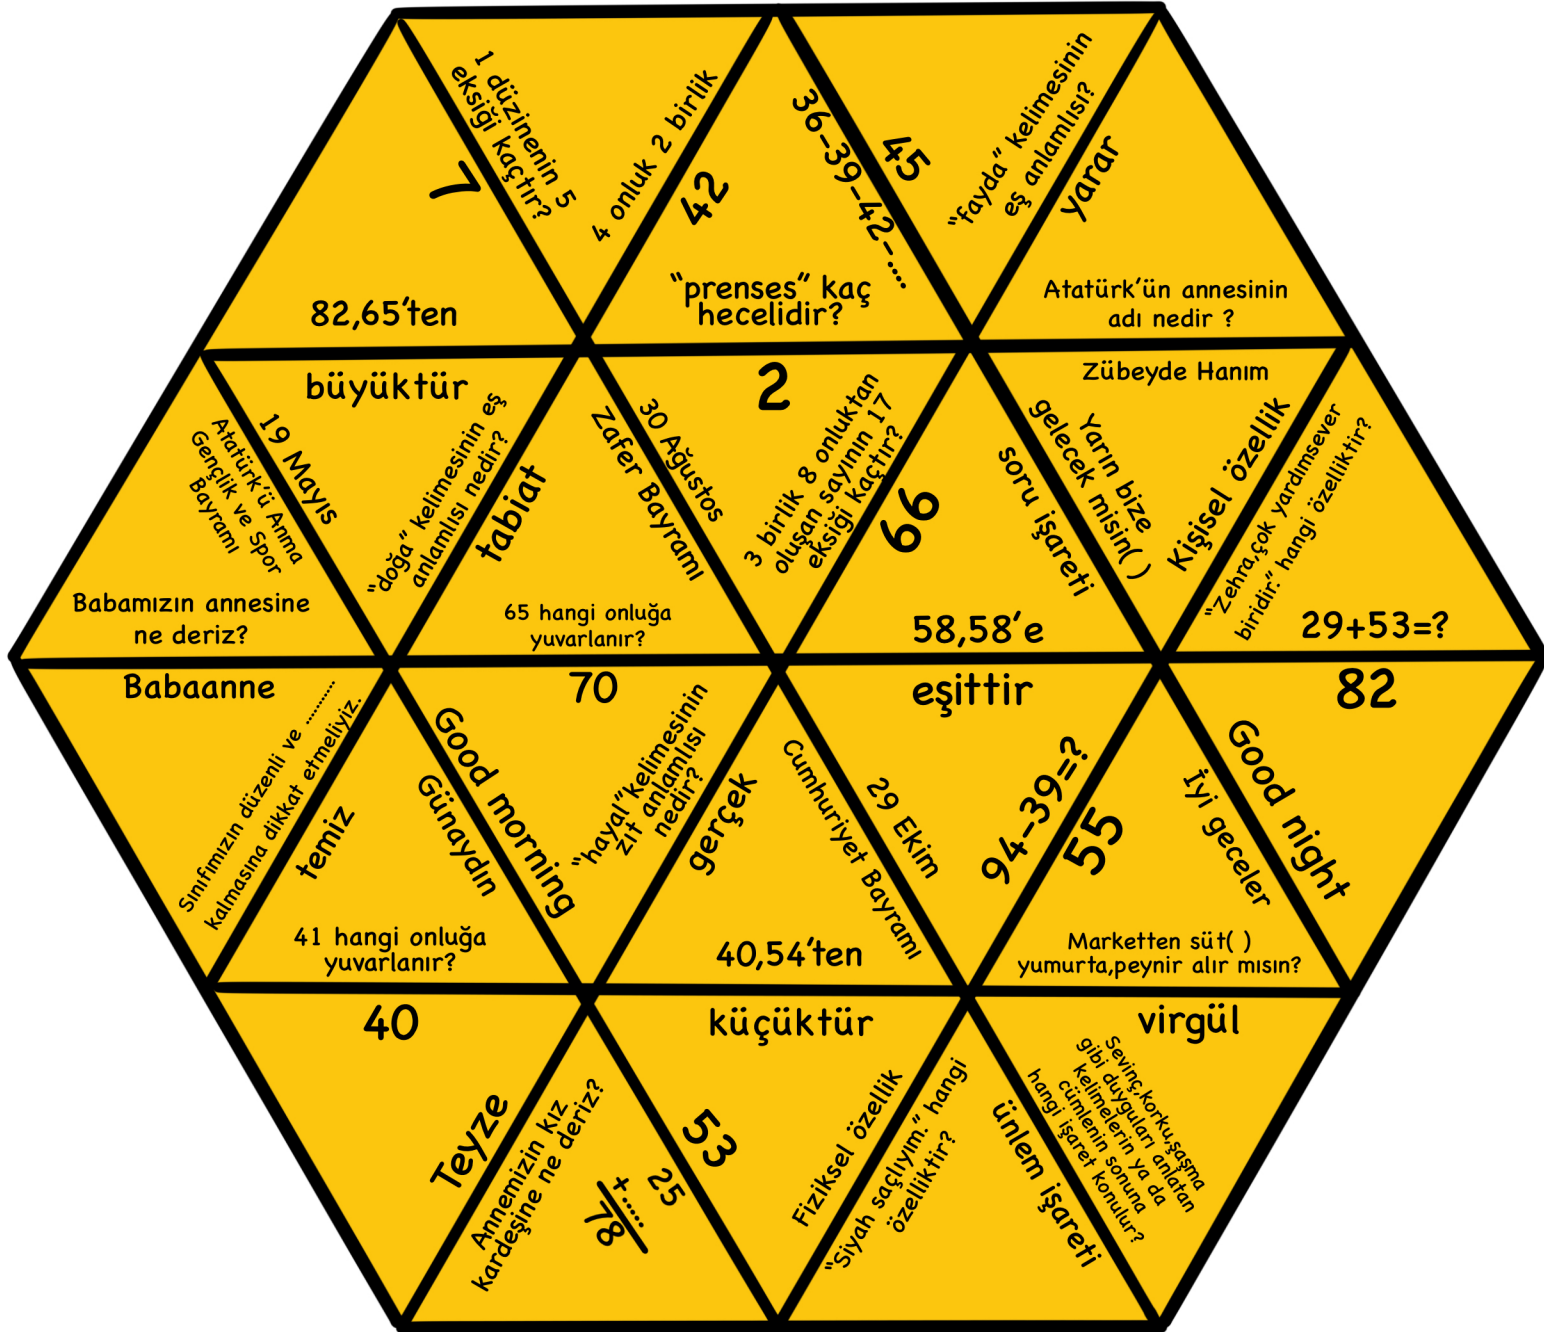 1 düzinenin 5
eksiği kaçtır?
7
4 onluk 2 birlik
42
36-39-42-....
45
"fayda" kelimesinin
eş anlamlısı?
yarar
82,65'ten
"prenses" kaç
hecelidir?
Atatürk'ün annesinin
adı nedir ?
büyüktür
2
Zübeyde Hanım
19 Mayıs
Atatürk'ü Anma
Gençlik ve Spor
Bayramı
"doğa" kelimesinin eş
anlamlısı nedir?
tabiat
30 Ağustos
Zafer Bayramı
3 birlik 8 onluktan
oluşan sayının 17
eksiği kaçtır?
66
soru işareti
Yarın bize
gelecek misin( )
Kişisel özellik
"Zehra,çok yardımsever
biridir." hangi özelliktir?
Babamızın annesine
ne deriz?
65 hangi onluğa
yuvarlanır?
58,58'e
29+53=?
Babaanne
70
eşittir
82
Sınıfımızın düzenli ve ..........
kalmasına dikkat etmeliyiz.
temiz
Good morning
Günaydın
"hayal"kelimesinin
zıt anlamlısı
nedir?
gerçek
29 Ekim
Cumhuriyet Bayramı
94-39=?
55
Good night
İyi geceler
41 hangi onluğa
yuvarlanır?
40,54'ten
Marketten süt( )
yumurta,peynir alır mısın?
40
küçüktür
virgül
Teyze
Annemizin kız
kardeşine ne deriz?
25
+.....
78
53
Fiziksel özellik
"Siyah saçlıyım." hangi
özelliktir?
ünlem işareti
Sevinç,korku,şaşma
gibi duyguları anlatan
kelimelerin ya da
cümlenin sonuna
hangi işaret konulur?